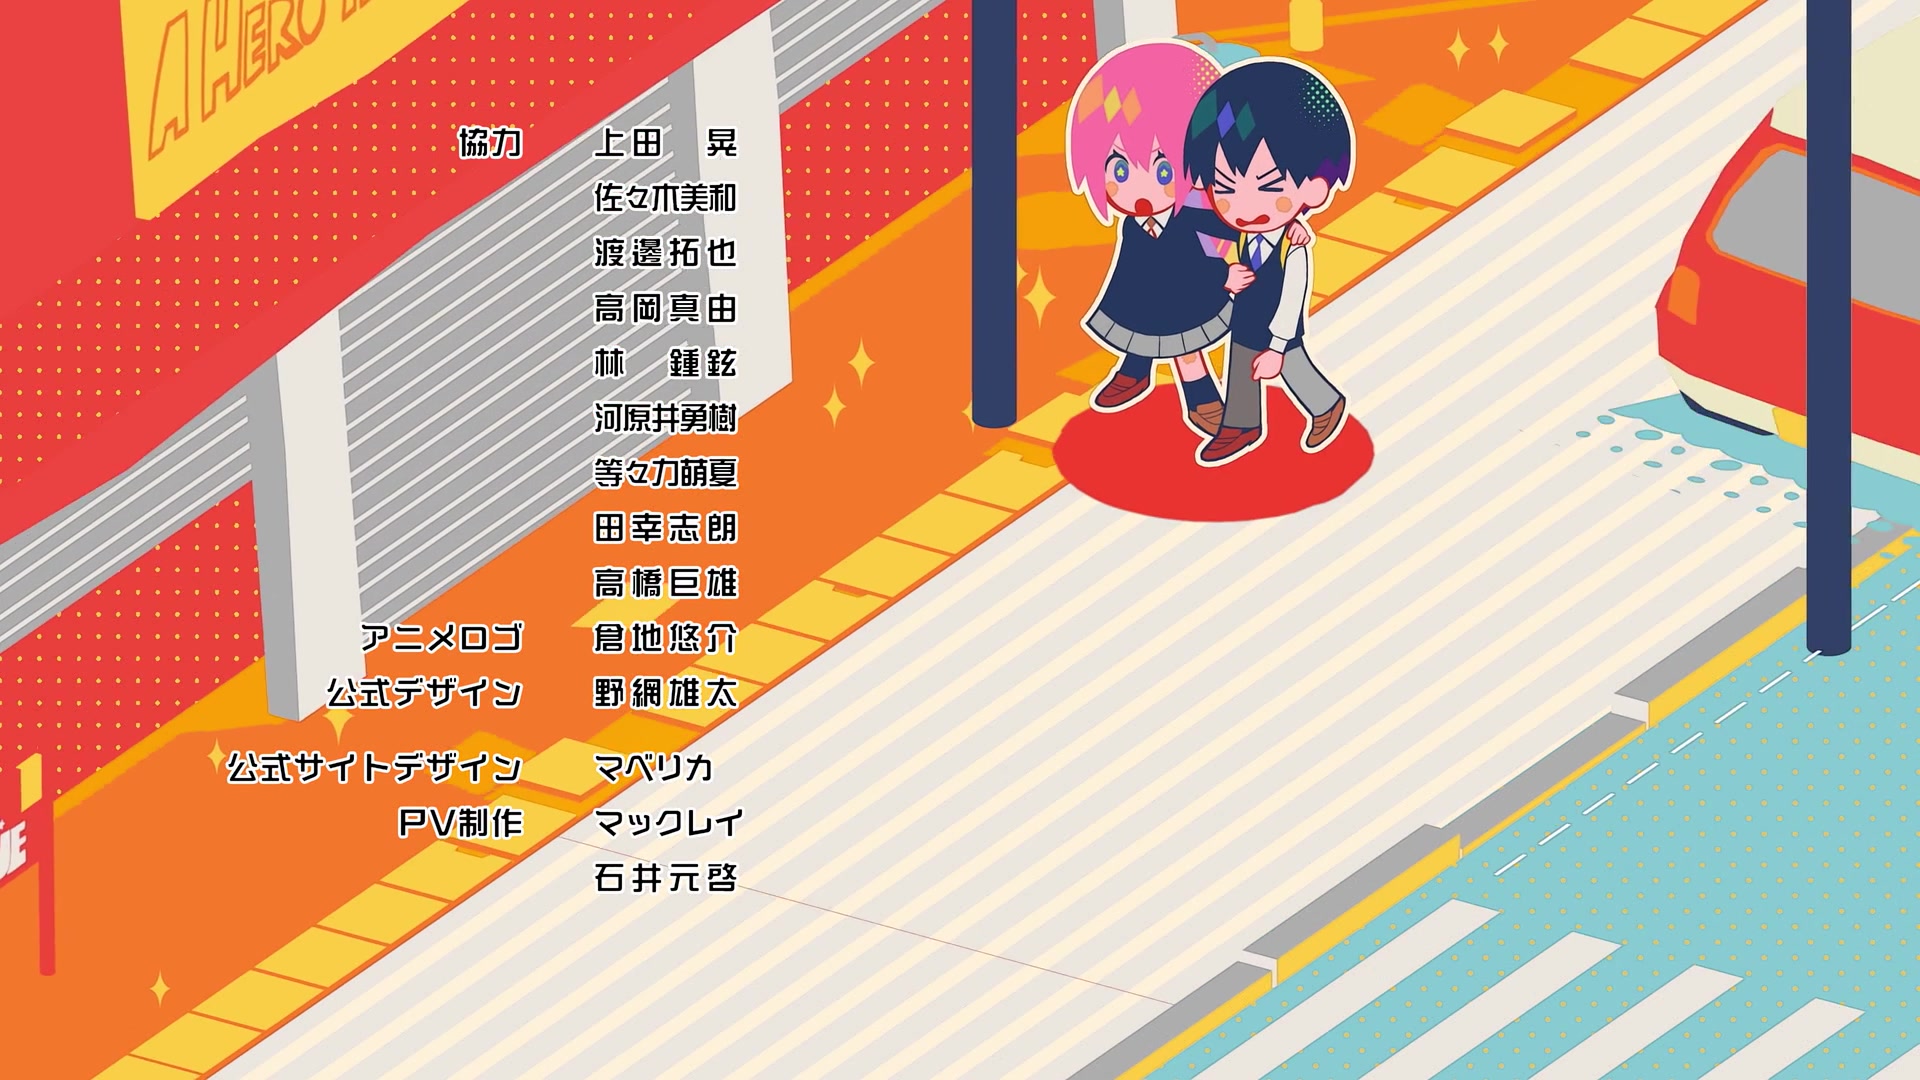 A HERO
協力 上田 晃
佐々木美和
渡邊拓也
高岡真由
林 鍾鉉
河原井勇樹
等々力萌夏
田幸志朗
高橋巨雄
アニメロゴ 倉地悠介
公式デザイン 野網雄太
公式サイトデザイン マベリカ
PV制作 マックレイ
石井元啓